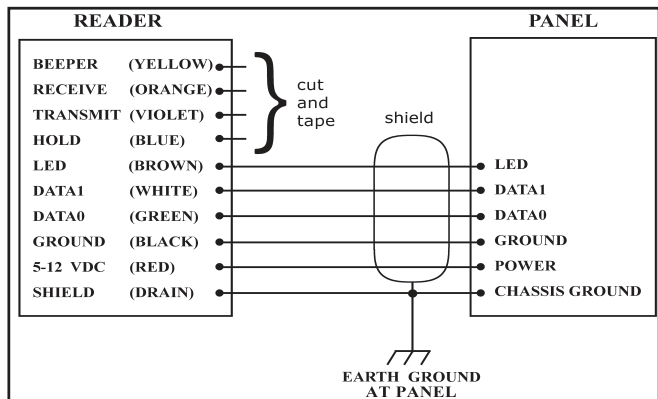 READER
PANEL
BEEPER (YELLOW)
RECEIVE (ORANGE)
TRANSMIT (VIOLET)
HOLD (BLUE)
LED (BROWN)
DATA1 (WHITE)
DATA0 (GREEN)
GROUND (BLACK)
5-12 VDC (RED)
SHIELD (DRAIN)
cut
and
tape
shield
LED
DATA1
DATA0
GROUND
POWER
CHASSIS GROUND
EARTH GROUND
AT PANEL